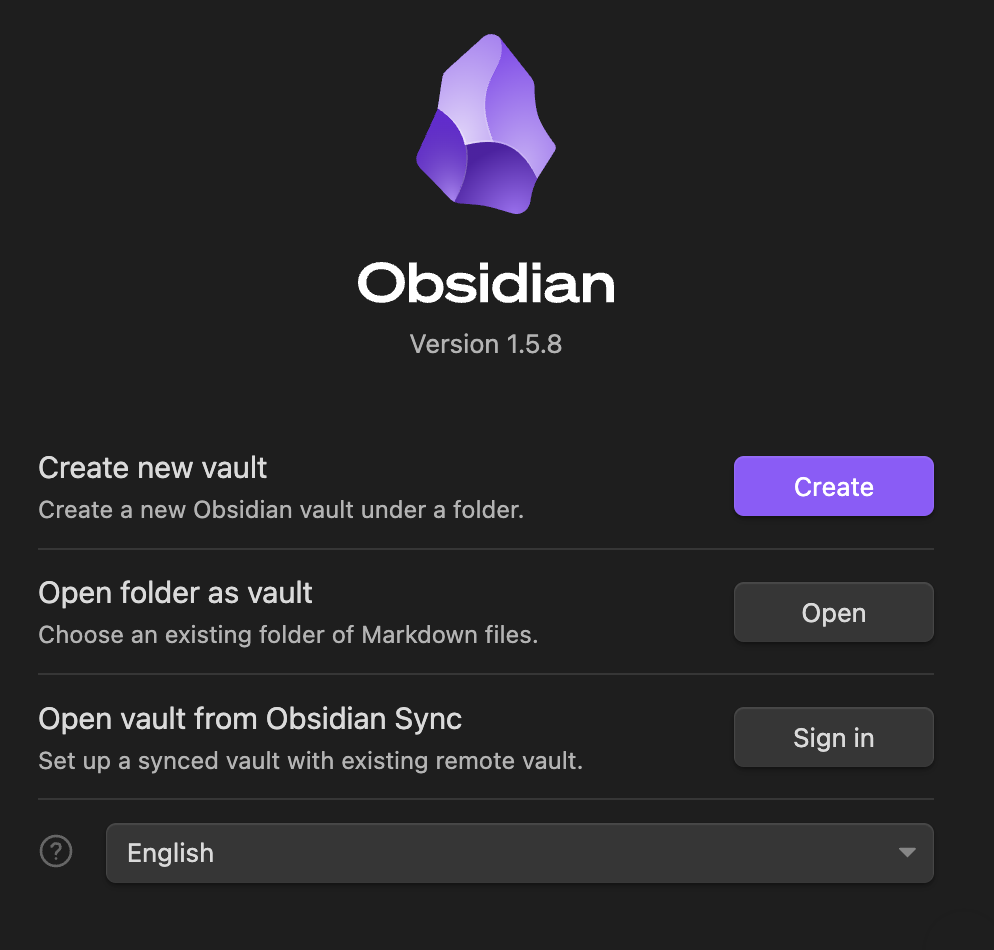 Obsidian
Version 1.5.8
Create new vault
Create a new Obsidian vault under a folder.
Create
Open folder as vault
Choose an existing folder of Markdown files.
Open
Open vault from Obsidian Sync
Set up a synced vault with existing remote vault.
Sign in
?
English